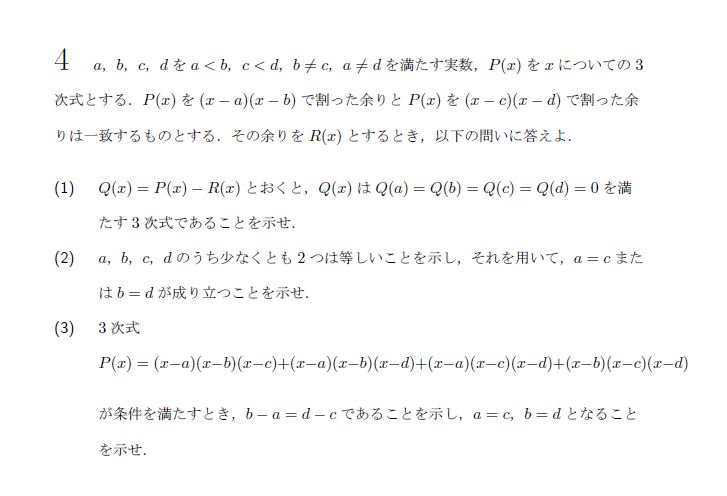 4 a，b，c，d を a < b，c < d，b ≠ c，a ≠ d を満たす実数，P(x) を x についての 3
次式とする．P(x) を (x − a)(x − b) で割った余りと P(x) を (x − c)(x − d) で割った余
りは一致するものとする．その余りを R(x) とするとき，以下の問いに答えよ．
(1) Q(x) = P(x) − R(x) とおくと，Q(x) は Q(a) = Q(b) = Q(c) = Q(d) = 0 を満
たす 3 次式であることを示せ．
(2) a，b，c，d のうち少なくとも 2 つは等しいことを示し，それを用いて，a = c また
は b = d が成り立つことを示せ．
(3) 3 次式
P(x) = (x−a)(x−b)(x−c)+(x−a)(x−b)(x−d)+(x−a)(x−c)(x−d)+(x−b)(x−c)(x−d)
が条件を満たすとき，b − a = d − c であることを示し，a = c，b = d となること
を示せ．